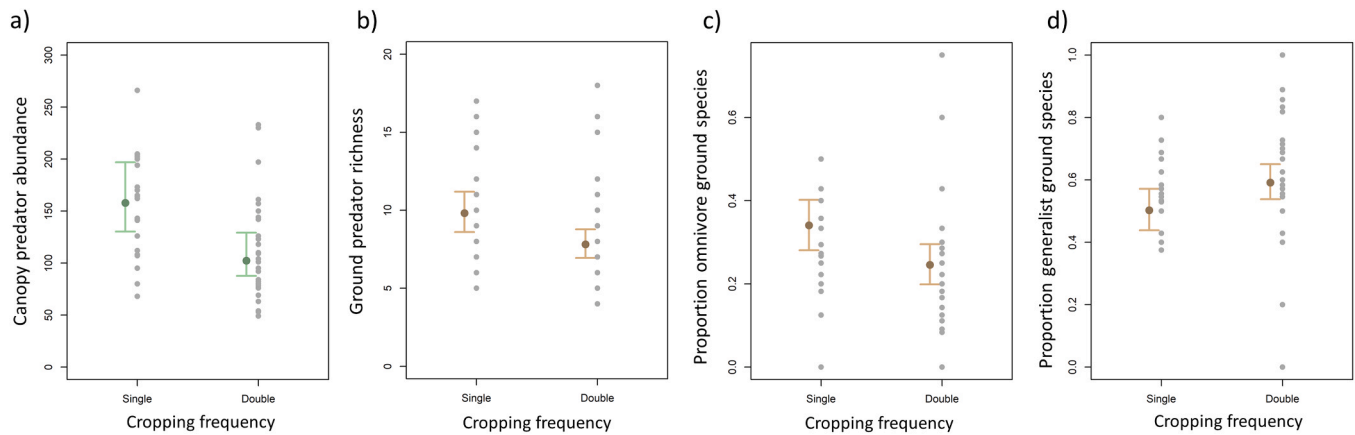 a)
Canopy predator abundance
300
250
200
150
100
50
0
Single Double
Cropping frequency
b)
Ground predator richness
20
15
10
5
0
Single Double
Cropping frequency
c)
Proportion omnivore ground species
0.6
0.4
0.2
0.0
Single Double
Cropping frequency
d)
Proportion generalist ground species
1.0
0.8
0.6
0.4
0.2
0.0
Single Double
Cropping frequency